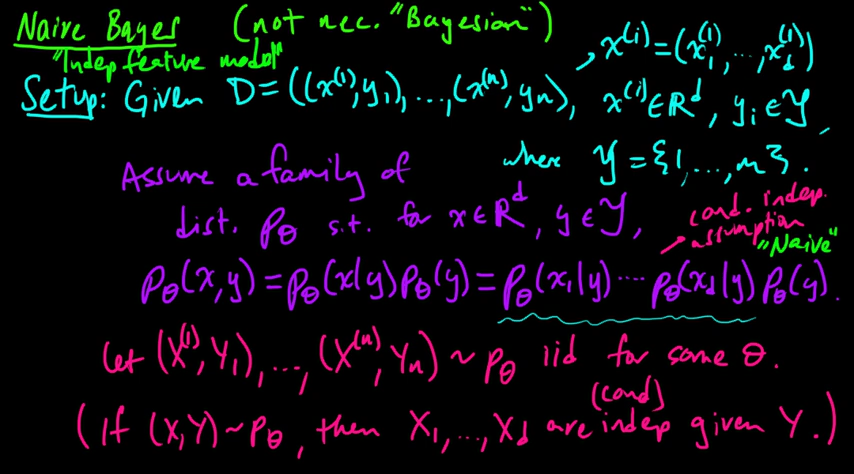 Naive Bayes (not nec. "Bayesian")
"Indep feature model"
, x^(i) = (x_1^(i), ..., x_d^(i))
Setup: Given D = ((x^(1), y_1), ..., (x^(n), y_n)), x^(i) ∈ R^d, y_i ∈ Y,
where Y = {1, ..., m}.
Assume a family of
dist. p_θ s.t. for x ∈ R^d, y ∈ Y,
cond. indep.
assumption
"Naive"
p_θ(x, y) = p_θ(x|y) p_θ(y) = p_θ(x_1|y) ···· p_θ(x_d|y) p_θ(y).
Let (X^(1), Y_1), ..., (X^(n), Y_n) ~ p_θ iid for some θ.
(cond)
(If (X, Y) ~ p_θ, then X_1, ..., X_d are indep given Y.)